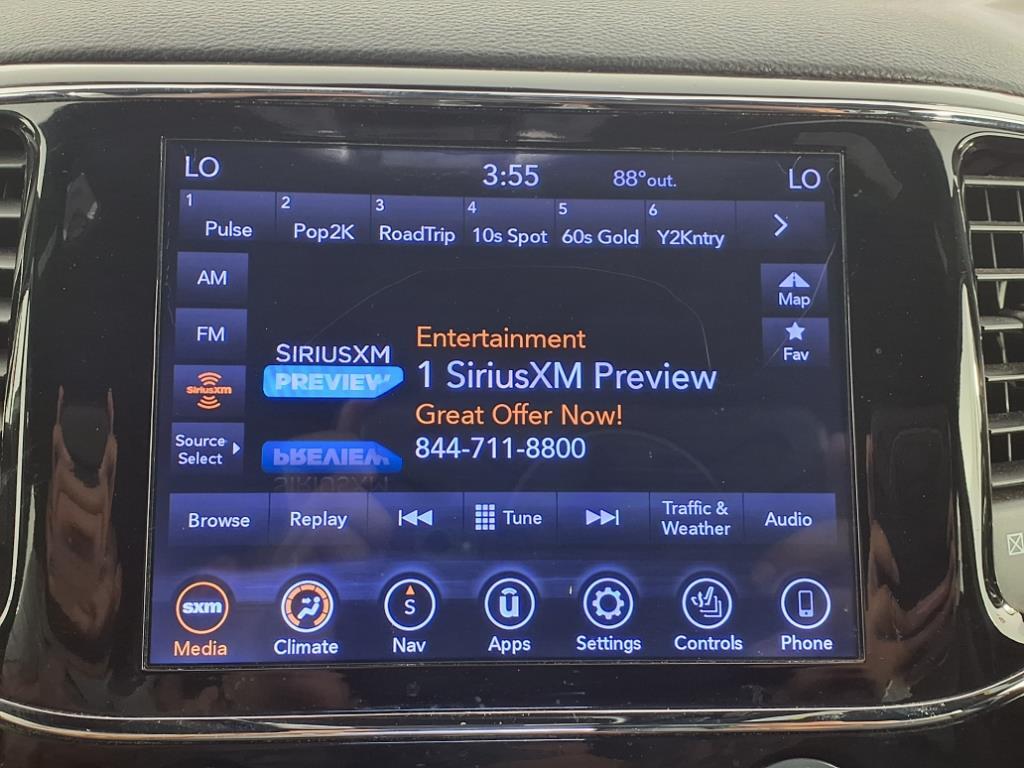 LO 3:55 88°out. LO
1 2 3 4 5 6
Pulse Pop2K RoadTrip 10s Spot 60s Gold Y2Kntry
AM
Map
FM
Fav
SiriusXM
Source
Select
SIRIUSXM
PREVIEW
Entertainment
1 SiriusXM Preview
Great Offer Now!
844-711-8800
Browse Replay Tune Traffic &
Weather Audio
sxm S u
Media Climate Nav Apps Settings Controls Phone